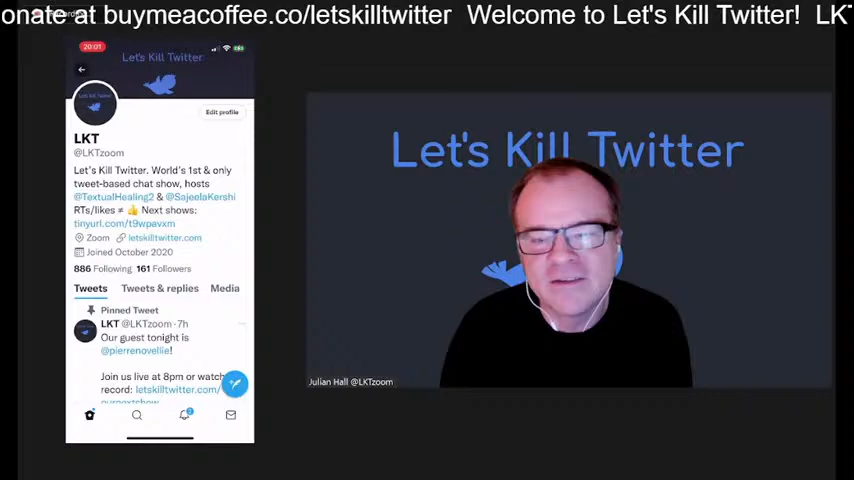 onate at buymeacoffee.co/letskilltwitter  Welcome to Let's Kill Twitter!  LKT
20:01
Let's Kill Twitter
Edit profile
LKT
@LKTzoom
Let's Kill Twitter. World's 1st & only
tweet-based chat show, hosts
@TextualHealing2 & @SajeelaKershi
RTs/likes ≠ 👍 Next shows:
tinyurl.com/t9wpavxm
Zoom letskilltwitter.com
Joined October 2020
886 Following 161 Followers
Tweets Tweets & replies Media
Pinned Tweet
LKT @LKTzoom · 7h
Our guest tonight is
@pierrenovellie!
Join us live at 8pm or watch
record: letskilltwitter.com/
ournextshow
Let's Kill Twitter
Julian Hall @LKTzoom